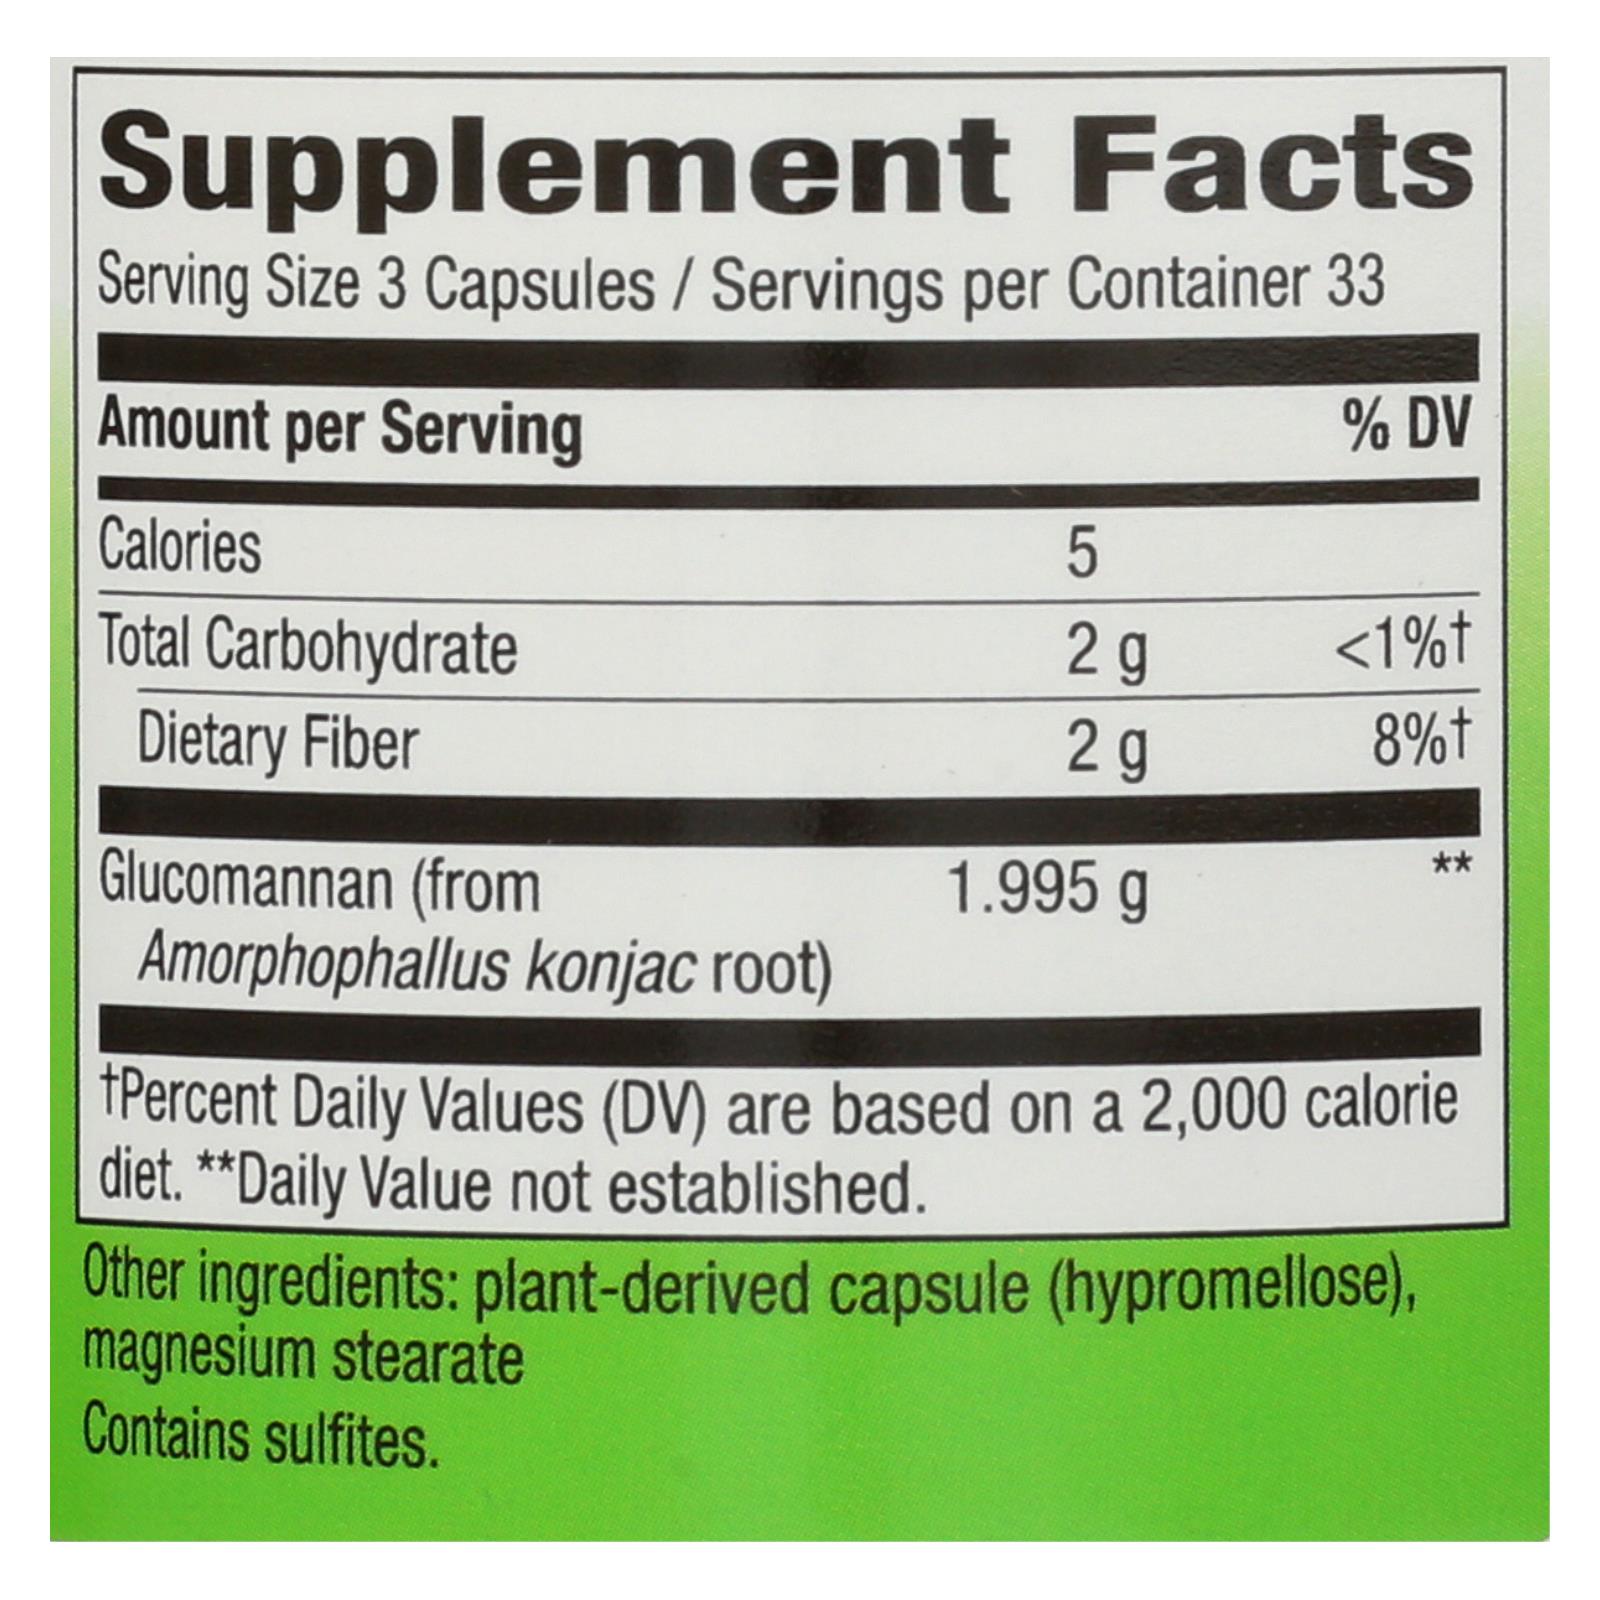 Supplement Facts
Serving Size 3 Capsules / Servings per Container 33
Amount per Serving % DV
Calories 5
Total Carbohydrate 2 g <1%†
Dietary Fiber 2 g 8%†
Glucomannan (from 1.995 g **
Amorphophallus konjac root)
†Percent Daily Values (DV) are based on a 2,000 calorie
diet. **Daily Value not established.
Other ingredients: plant-derived capsule (hypromellose),
magnesium stearate
Contains sulfites.